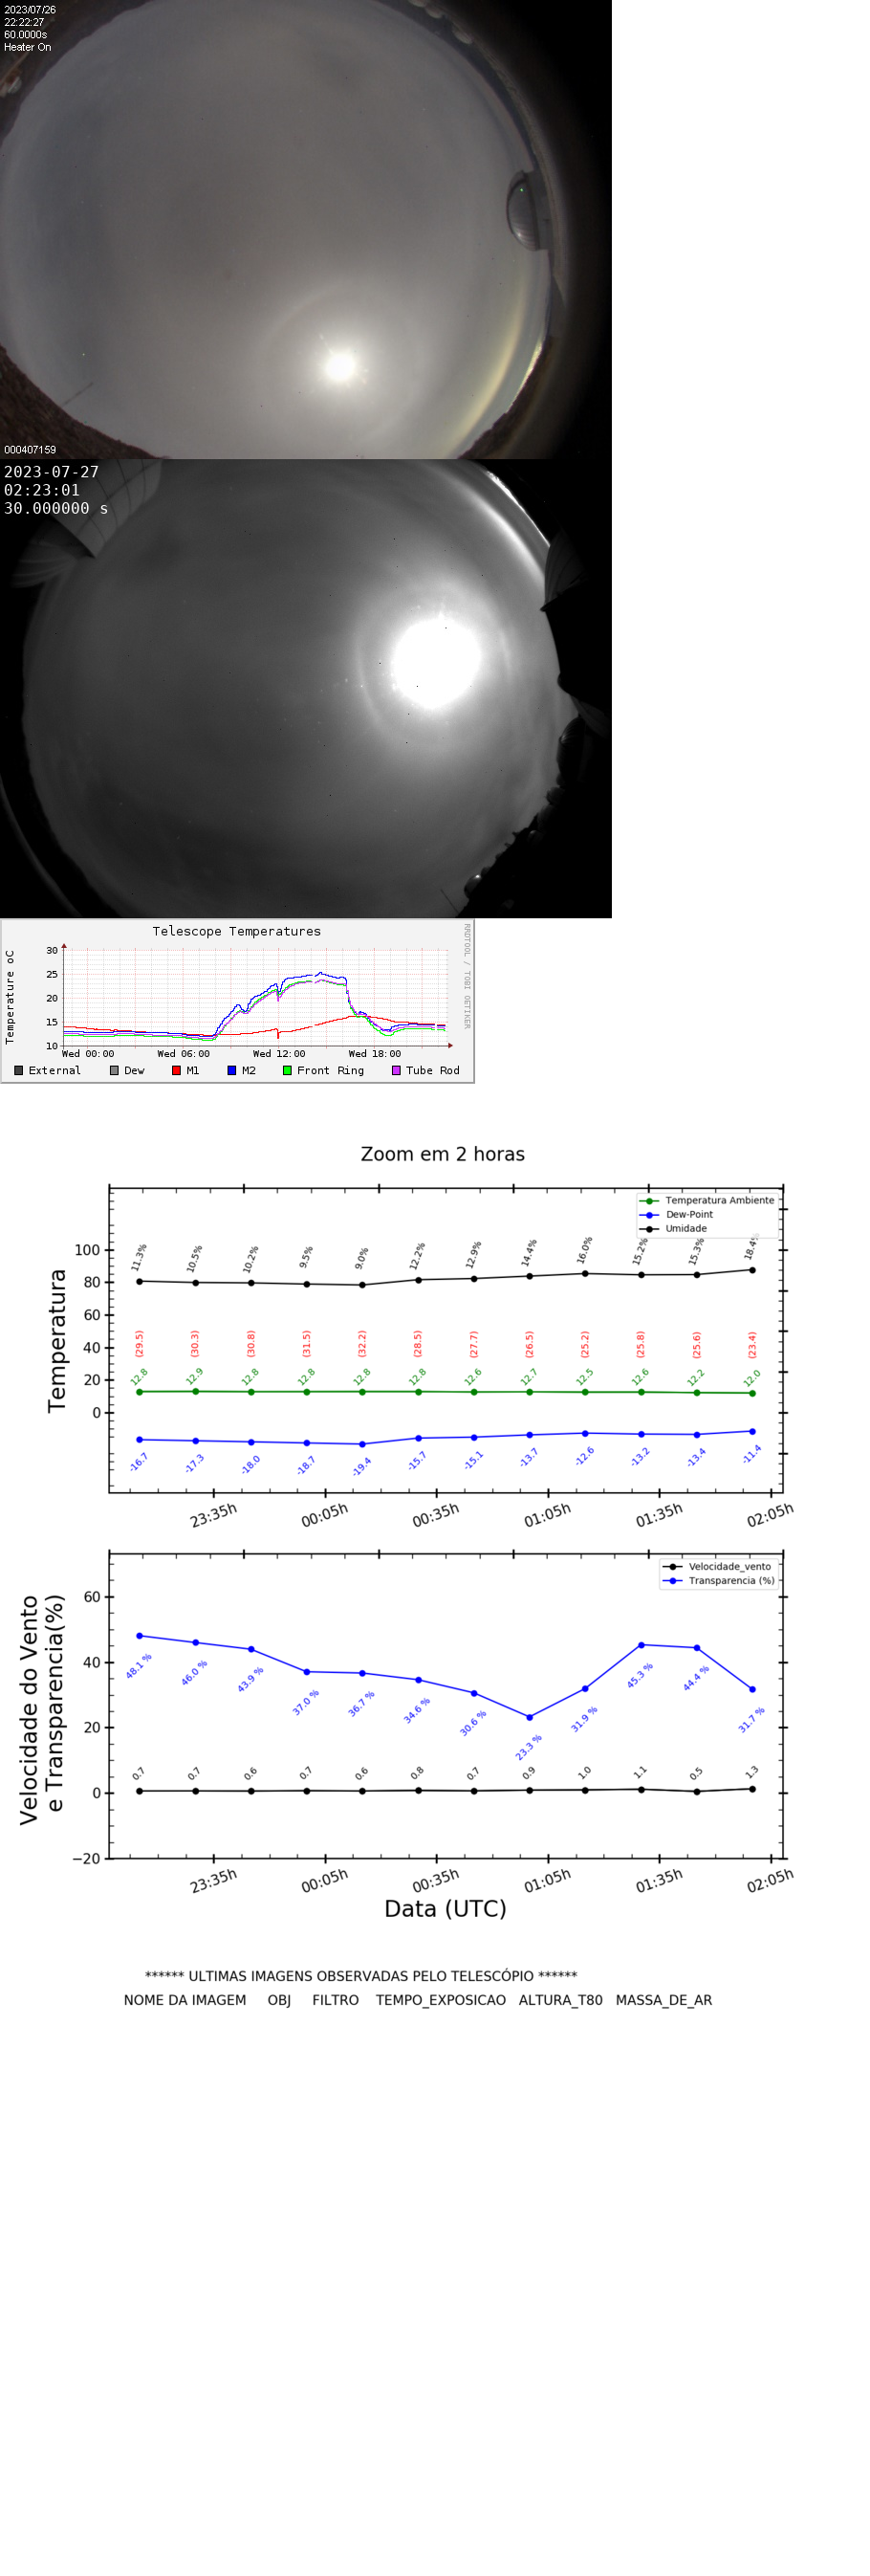 2023/07/26
22:22:27
60.0000s
Heater On
000407159
2023-07-27
02:23:01
30.000000 s
Telescope Temperatures
RRDTOOL / TOBI OETIKER
Temperature oC
30
25
20
15
10
Wed 00:00 Wed 06:00 Wed 12:00 Wed 18:00
External Dew M1 M2 Front Ring Tube Rod
Zoom em 2 horas
Temperatura Ambiente
Dew-Point
Umidade
Temperatura
100
80
60
40
20
0
11.3% 10.5% 10.2% 9.5% 9.0% 12.2% 12.9% 14.4% 16.0% 15.2% 15.3% 18.4%
(29.5) (30.3) (30.8) (31.5) (32.2) (28.5) (27.7) (26.5) (25.2) (25.8) (25.6) (23.4)
12.8 12.9 12.8 12.8 12.8 12.8 12.6 12.7 12.5 12.6 12.2 12.0
-16.7 -17.3 -18.0 -18.7 -19.4 -15.7 -15.1 -13.7 -12.6 -13.2 -13.4 -11.4
23:35h 00:05h 00:35h 01:05h 01:35h 02:05h
Velocidade_vento
Transparencia (%)
Velocidade do Vento
e Transparencia(%)
60
40
20
0
−20
48.1 % 46.0 % 43.9 % 37.0 % 36.7 % 34.6 % 30.6 % 23.3 % 31.9 % 45.3 % 44.4 % 31.7 %
0.7 0.7 0.6 0.7 0.6 0.8 0.7 0.9 1.0 1.1 0.5 1.3
23:35h 00:05h 00:35h 01:05h 01:35h 02:05h
Data (UTC)
****** ULTIMAS IMAGENS OBSERVADAS PELO TELESCÓPIO ******
NOME DA IMAGEM OBJ FILTRO TEMPO_EXPOSICAO ALTURA_T80 MASSA_DE_AR